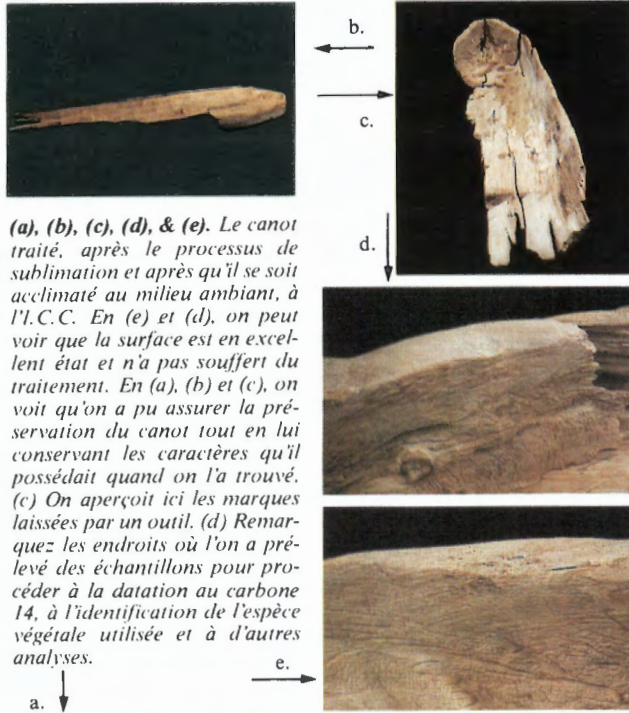 b.
c.
(a), (b), (c), (d), & (e). Le canot
traité, après le processus de
sublimation et après qu'il se soit
acclimaté au milieu ambiant, à
l'I.C.C. En (e) et (d), on peut
voir que la surface est en excel-
lent état et n'a pas souffert du
traitement. En (a), (b) et (c), on
voit qu'on a pu assurer la pré-
servation du canot tout en lui
conservant les caractères qu'il
possédait quand on l'a trouvé.
(c) On aperçoit ici les marques
laissées par un outil. (d) Remar-
quez les endroits où l'on a pré-
levé des échantillons pour pro-
céder à la datation au carbone
14, à l'identification de l'espèce
végétale utilisée et à d'autres
analyses.
d.
e.
a.